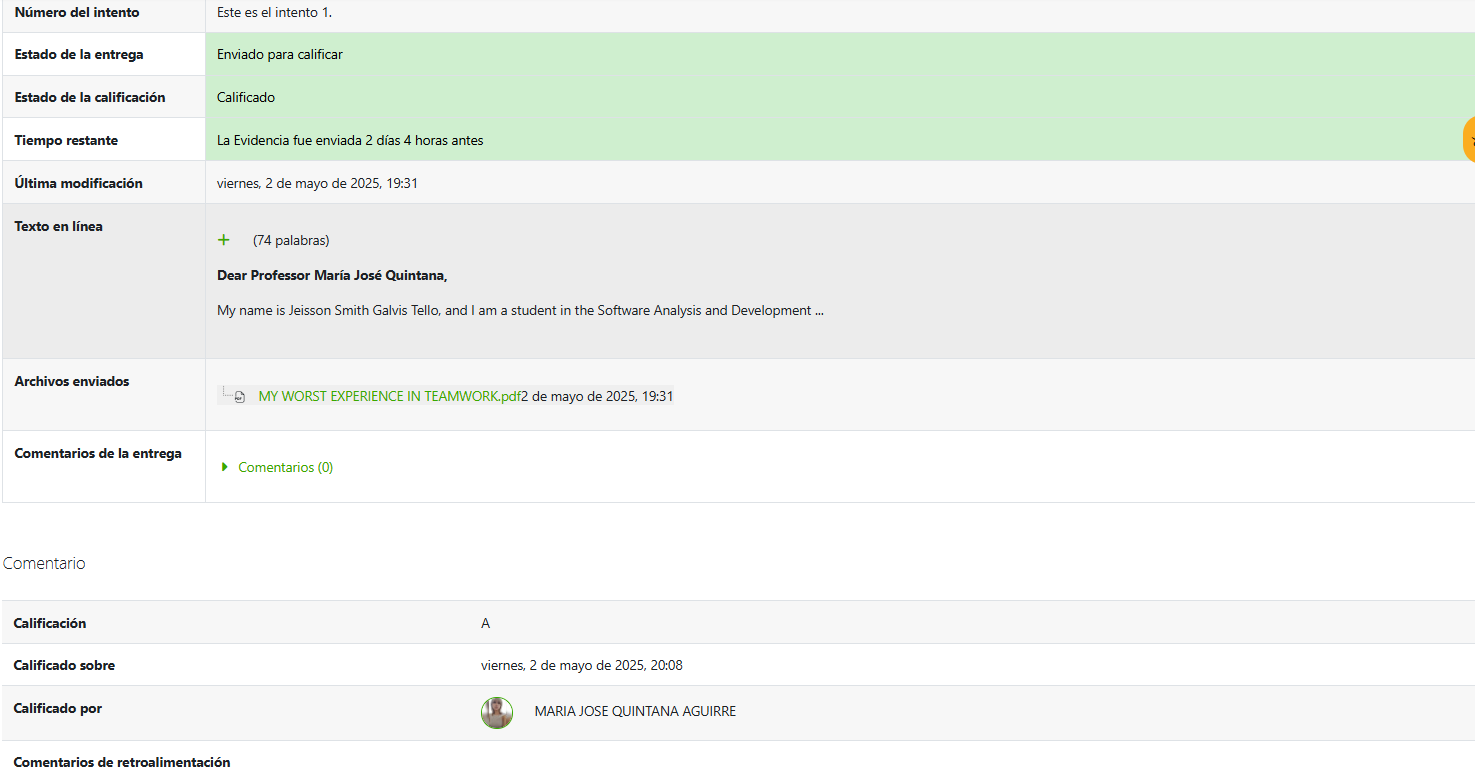 Número del intento Este es el intento 1.
Estado de la entrega Enviado para calificar
Estado de la calificación Calificado
Tiempo restante La Evidencia fue enviada 2 días 4 horas antes
Última modificación viernes, 2 de mayo de 2025, 19:31
Texto en línea
+ (74 palabras)
Dear Professor María José Quintana,
My name is Jeisson Smith Galvis Tello, and I am a student in the Software Analysis and Development ...
Archivos enviados
MY WORST EXPERIENCE IN TEAMWORK.pdf2 de mayo de 2025, 19:31
Comentarios de la entrega
Comentarios (0)
Comentario
Calificación A
Calificado sobre viernes, 2 de mayo de 2025, 20:08
Calificado por MARIA JOSE QUINTANA AGUIRRE
Comentarios de retroalimentación